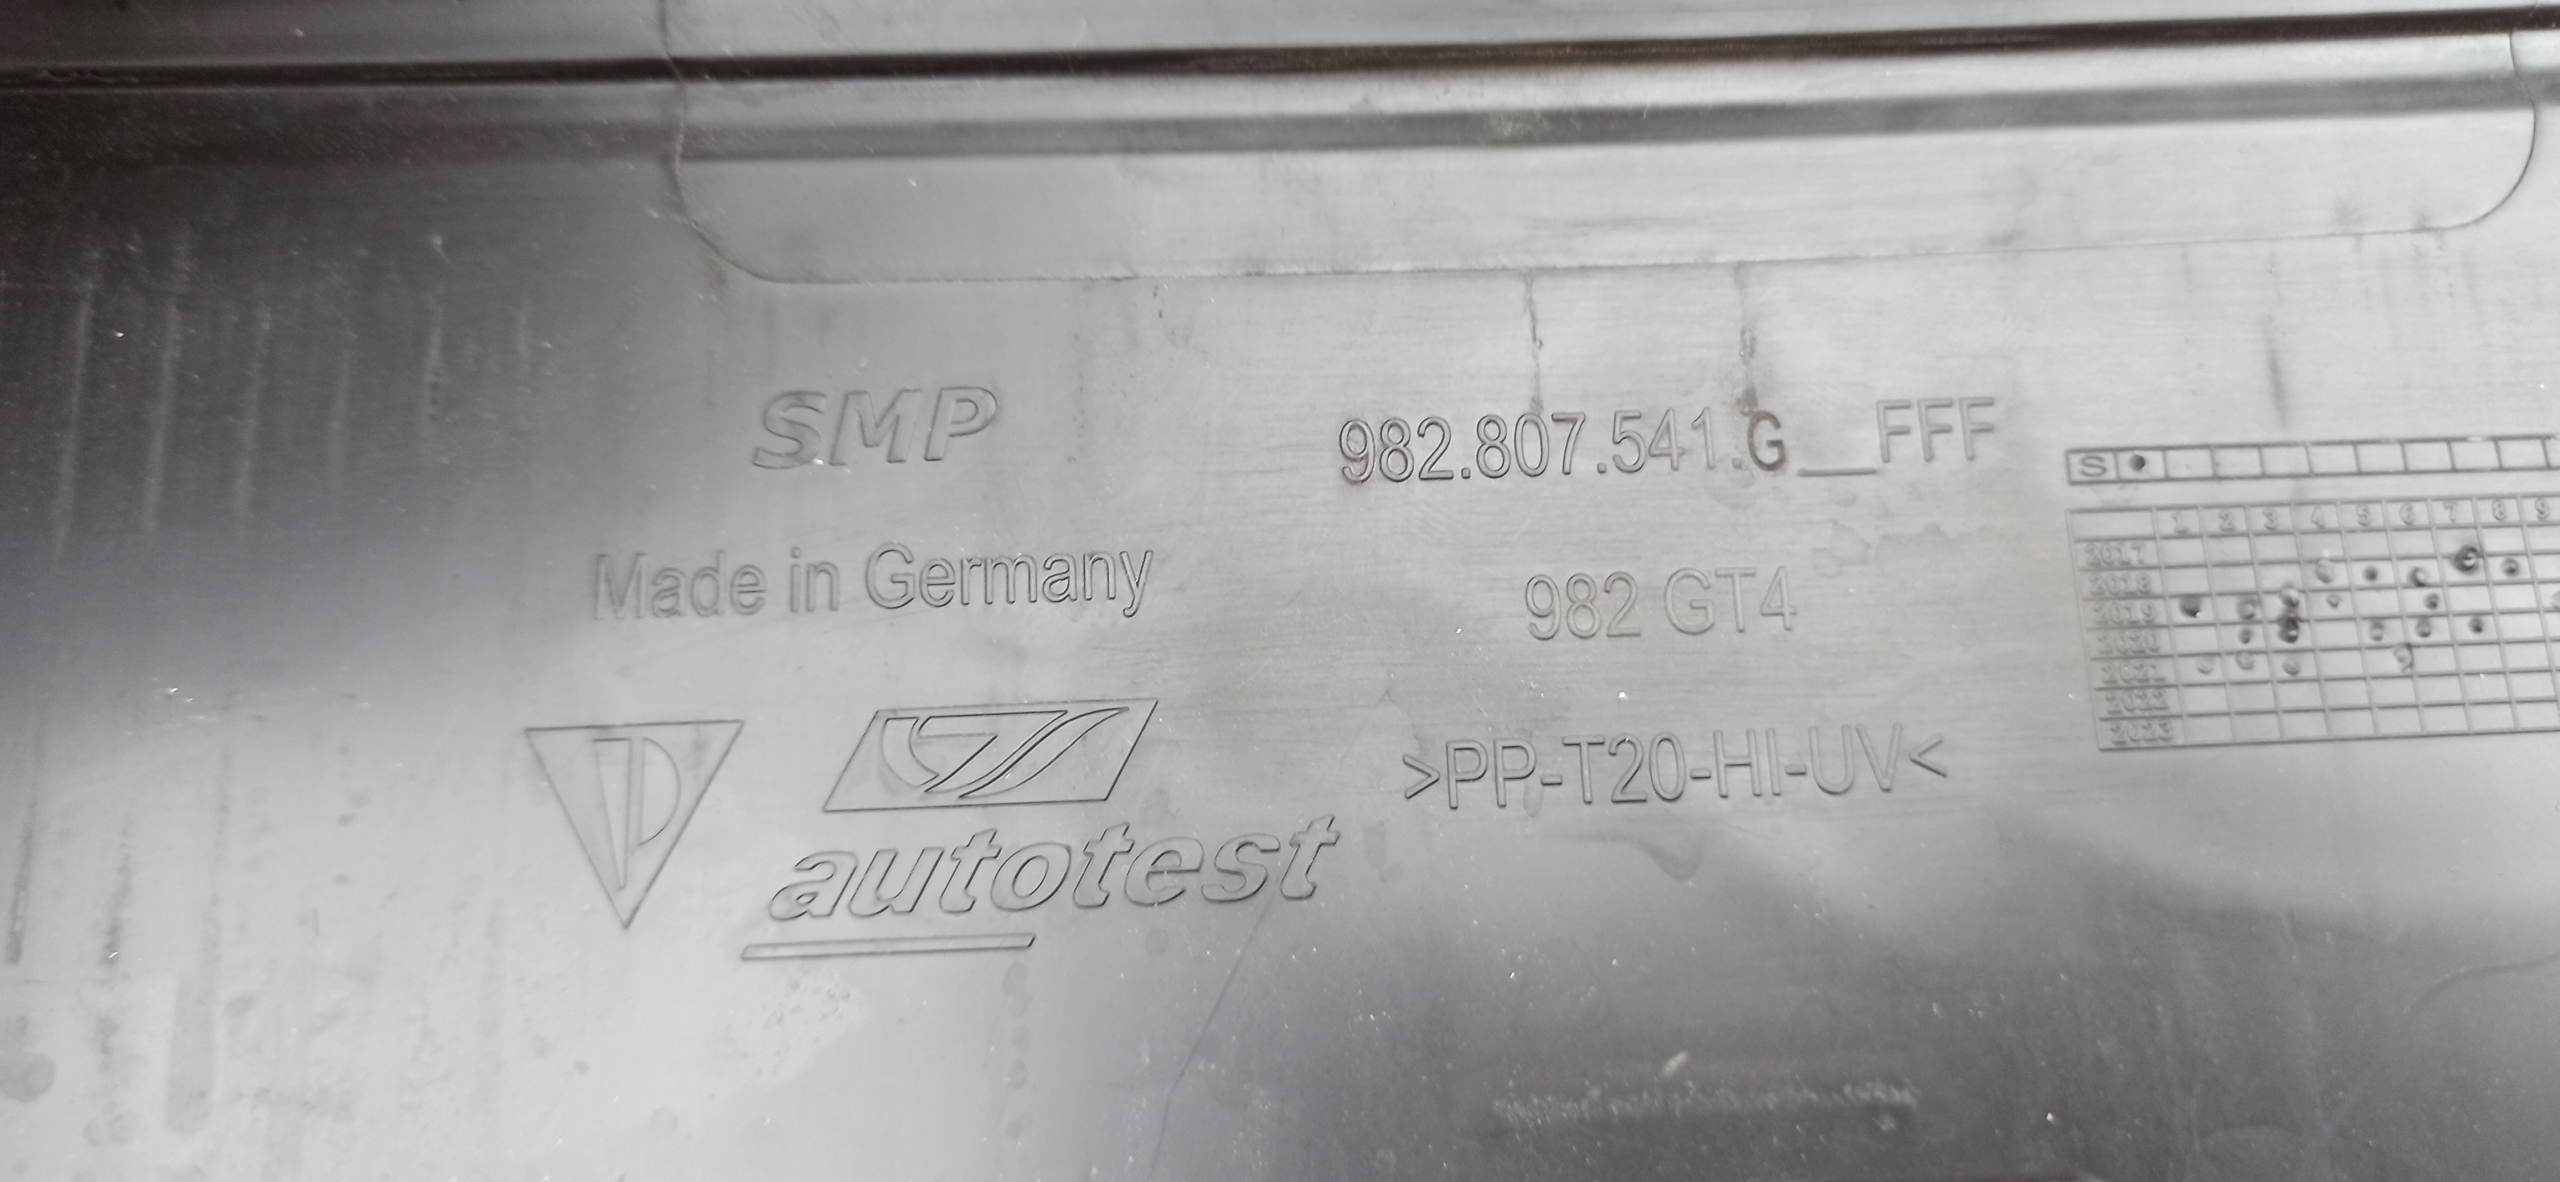 SMP
982.807.541.G__FFF
Made in Germany
982 GT4
autotest
>PP-T20-HI-UV<
S
1 2 3 4 5 6 7 8 9
2017
2018
2019
2020
2021
2022
2023